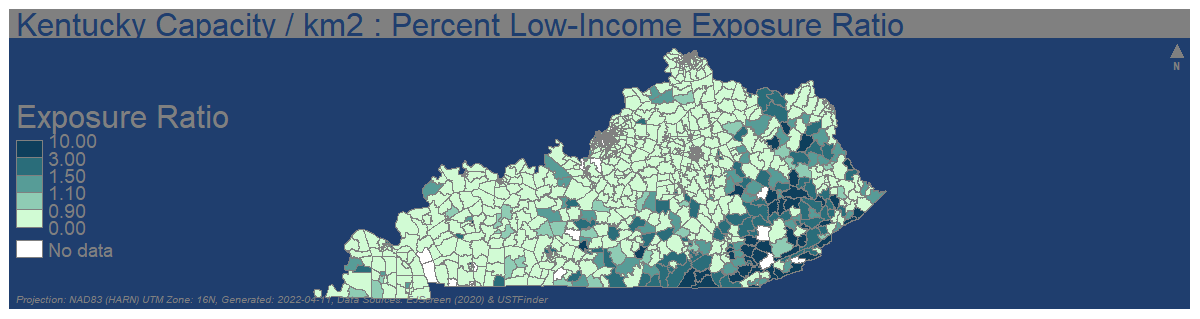 Kentucky Capacity / km2 : Percent Low-Income Exposure Ratio
N
Exposure Ratio
10.00
3.00
1.50
1.10
0.90
0.00
No data
Projection: NAD83 (HARN) UTM Zone: 16N, Generated: 2022-04-11, Data Sources: EJScreen (2020) & USTFinder